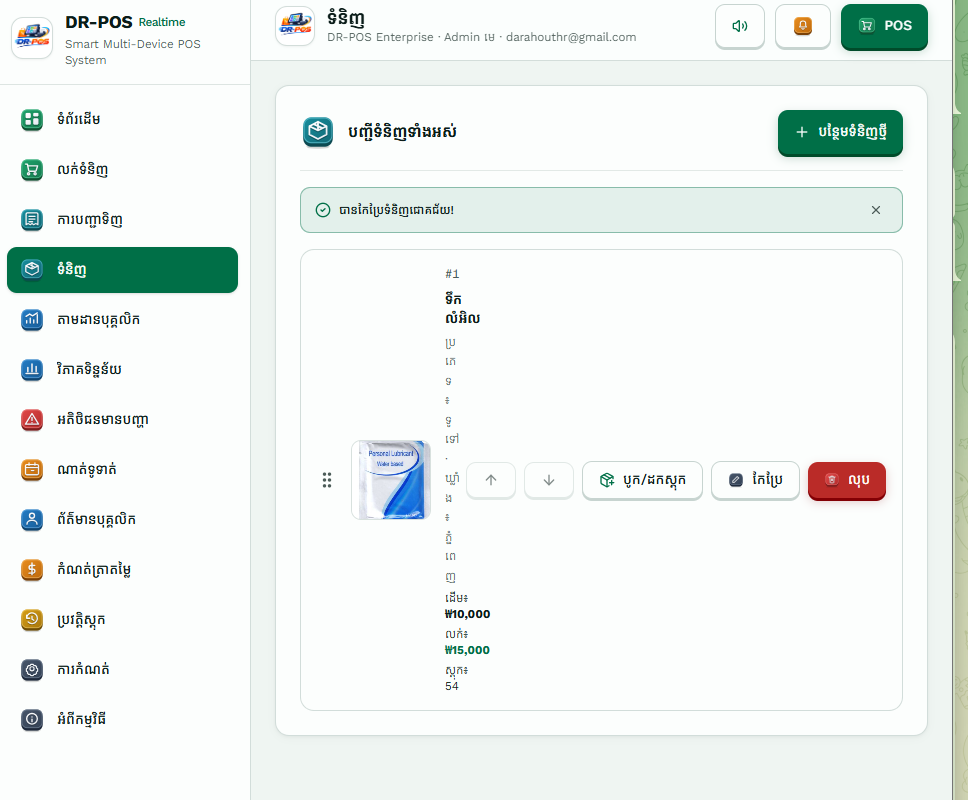 DR-POS Realtime
Smart Multi-Device POS
System
ទំព័រដើម
លក់ទំនិញ
ការបញ្ជាទិញ
ទំនិញ
តាមដានបុគ្គលិក
វិភាគទិន្នន័យ
អតិថិជនមានបញ្ហា
ណាត់ទូទាត់
ព័ត៌មានបុគ្គលិក
កំណត់ត្រាតម្លៃ
ប្រវត្តិស្តុក
ការកំណត់
អំពីកម្មវិធី
ទំនិញ
DR-POS Enterprise · Admin មេ · darahouthr@gmail.com
POS
បញ្ជីទំនិញទាំងអស់
+ បន្ថែមទំនិញថ្មី
បានកែប្រែទំនិញជោគជ័យ!
#1
ទឹក
លំអិល
ប្រ
ភេ
ទ
៖
ទូ
ទៅ
·
ឃ្លាំ
ង
៖
ភ្នំ
ពេ
ញ
ដើម៖
₩10,000
លក់៖
₩15,000
ស្តុក៖
54
Personal Lubricant
Water based
បូក/ដកស្តុក
កែប្រែ
លុប